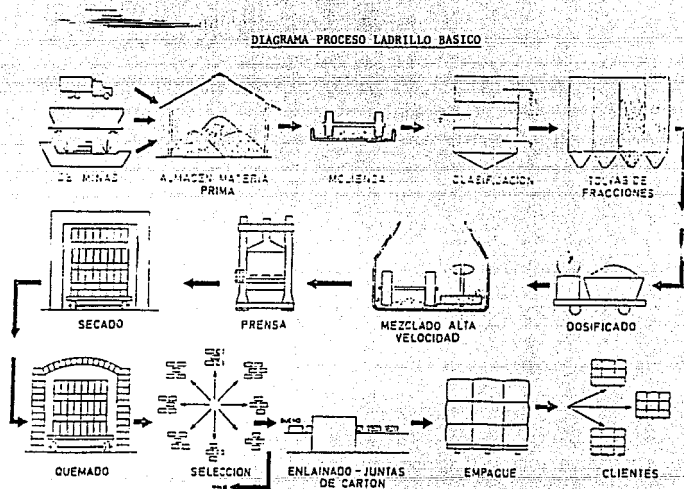 DIAGRAMA PROCESO LADRILLO BASICO
DE MINAS
ALMACEN MATERIA
PRIMA
MOLIENZA
CLASIFICACION
TOLVAS DE
FRACCIONES
SECADO
PRENSA
MEZCLADO ALTA
VELOCIDAD
DOSIFICADO
QUEMADO
SELECCION
ENLAINADO - JUNTAS
DE CARTON
EMPAQUE
CLIENTES